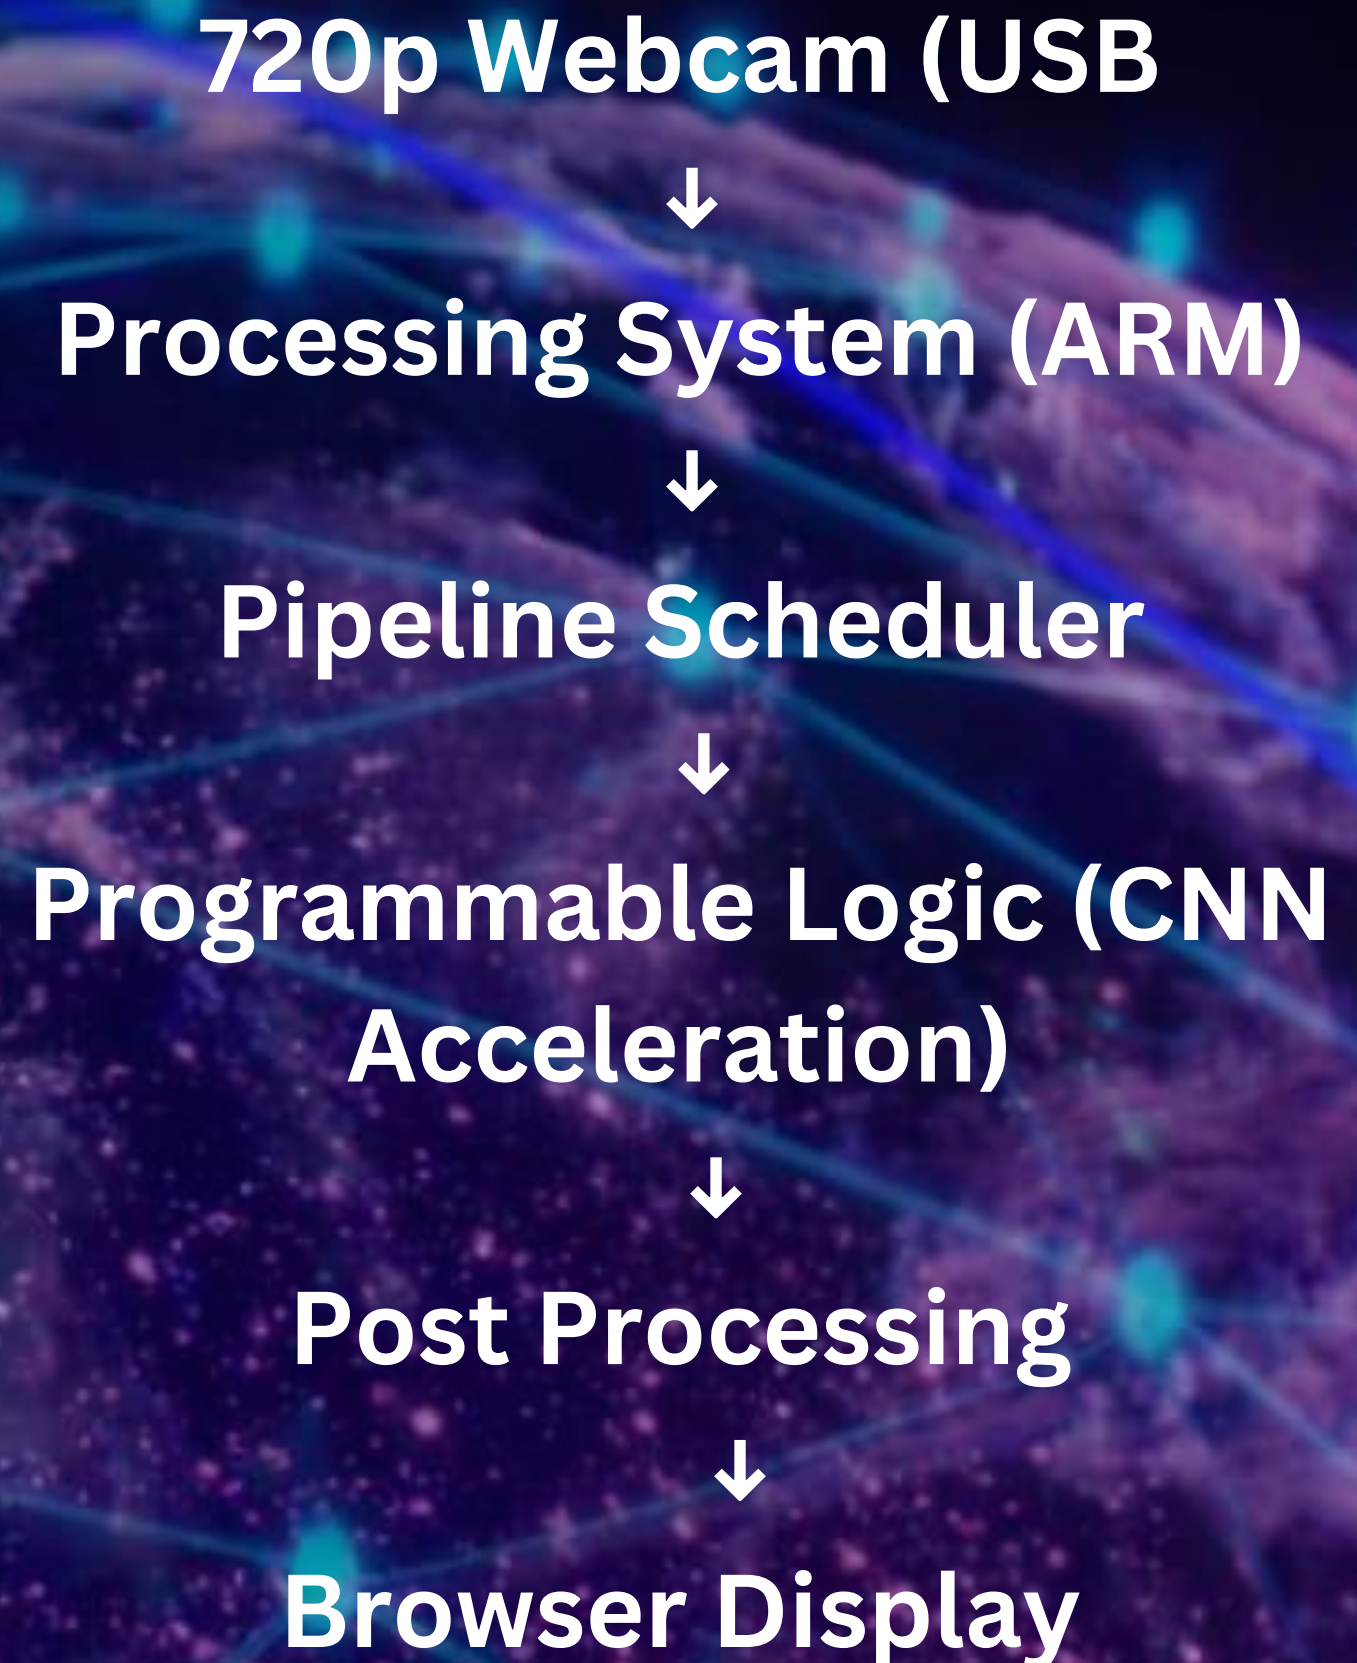 720p Webcam (USB
↓
Processing System (ARM)
↓
Pipeline Scheduler
↓
Programmable Logic (CNN
Acceleration)
↓
Post Processing
↓
Browser Display